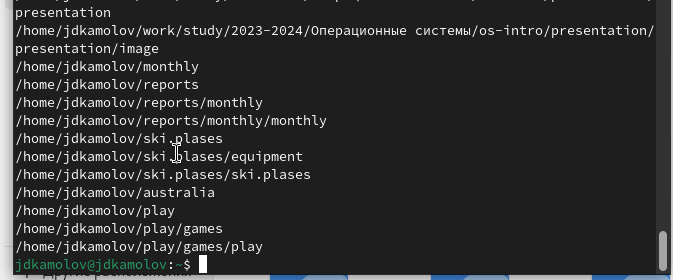 presentation
/home/jdkamolov/work/study/2023-2024/Операционные системы/os-intro/presentation/
presentation/image
/home/jdkamolov/monthly
/home/jdkamolov/reports
/home/jdkamolov/reports/monthly
/home/jdkamolov/reports/monthly/monthly
/home/jdkamolov/ski.plases
/home/jdkamolov/ski.plases/equipment
/home/jdkamolov/ski.plases/ski.plases
/home/jdkamolov/australia
/home/jdkamolov/play
/home/jdkamolov/play/games
/home/jdkamolov/play/games/play
jdkamolov@jdkamolov:~$